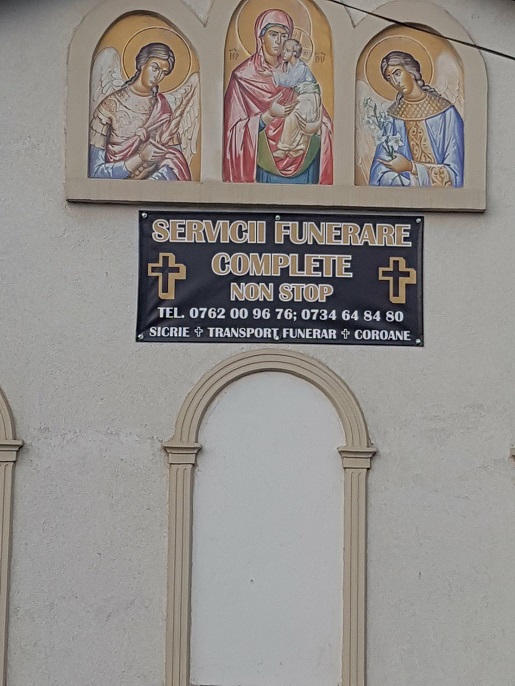 SERVICII FUNERARE
COMPLETE
NON STOP
TEL. 0762 00 96 76; 0734 64 84 80
SICRIE ✝ TRANSPORT FUNERAR ✝ COROANE